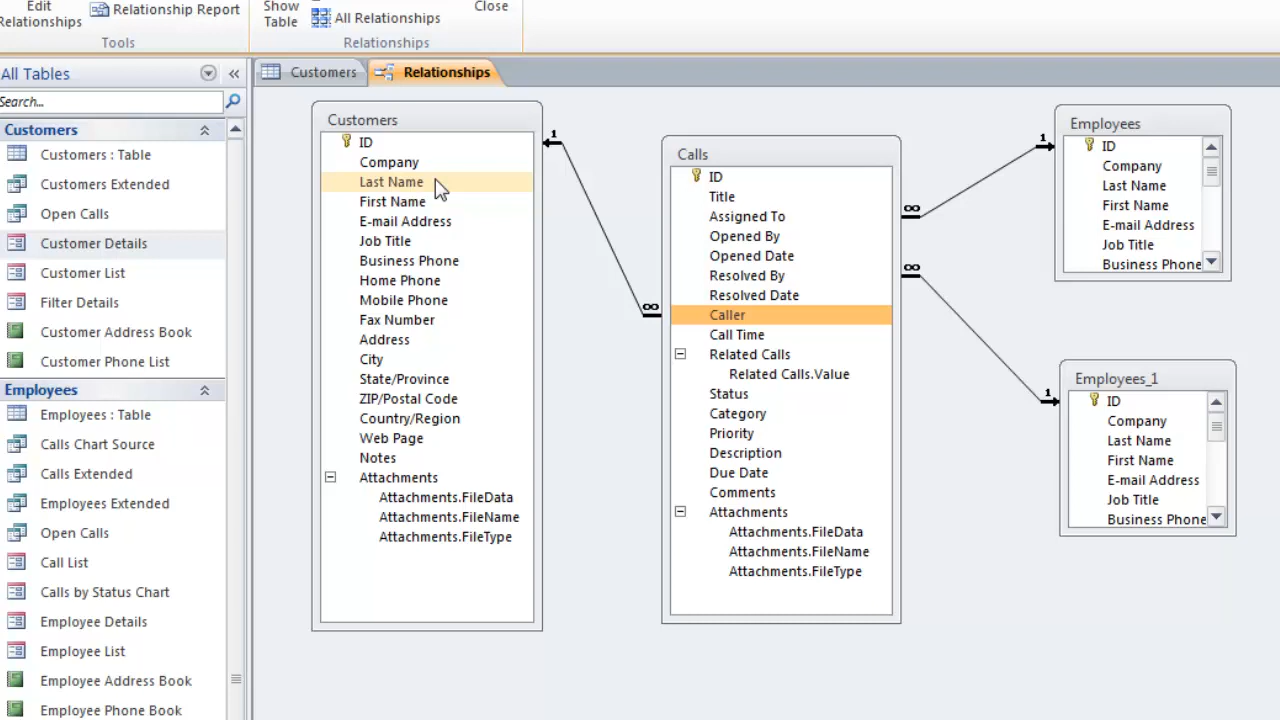 Edit
Relationships
Relationship Report
Tools
Show
Table
All Relationships
Close
Relationships
All Tables
Search...
Customers
Customers : Table
Customers Extended
Open Calls
Customer Details
Customer List
Filter Details
Customer Address Book
Customer Phone List
Employees
Employees : Table
Calls Chart Source
Calls Extended
Employees Extended
Open Calls
Call List
Calls by Status Chart
Employee Details
Employee List
Employee Address Book
Employee Phone Book
Customers
Relationships
Customers
ID
Company
Last Name
First Name
E-mail Address
Job Title
Business Phone
Home Phone
Mobile Phone
Fax Number
Address
City
State/Province
ZIP/Postal Code
Country/Region
Web Page
Notes
Attachments
Attachments.FileData
Attachments.FileName
Attachments.FileType
1
∞
Calls
ID
Title
Assigned To
Opened By
Opened Date
Resolved By
Resolved Date
Caller
Call Time
Related Calls
Related Calls.Value
Status
Category
Priority
Description
Due Date
Comments
Attachments
Attachments.FileData
Attachments.FileName
Attachments.FileType
∞
1
∞
1
Employees
ID
Company
Last Name
First Name
E-mail Address
Job Title
Business Phone
Employees_1
ID
Company
Last Name
First Name
E-mail Address
Job Title
Business Phone